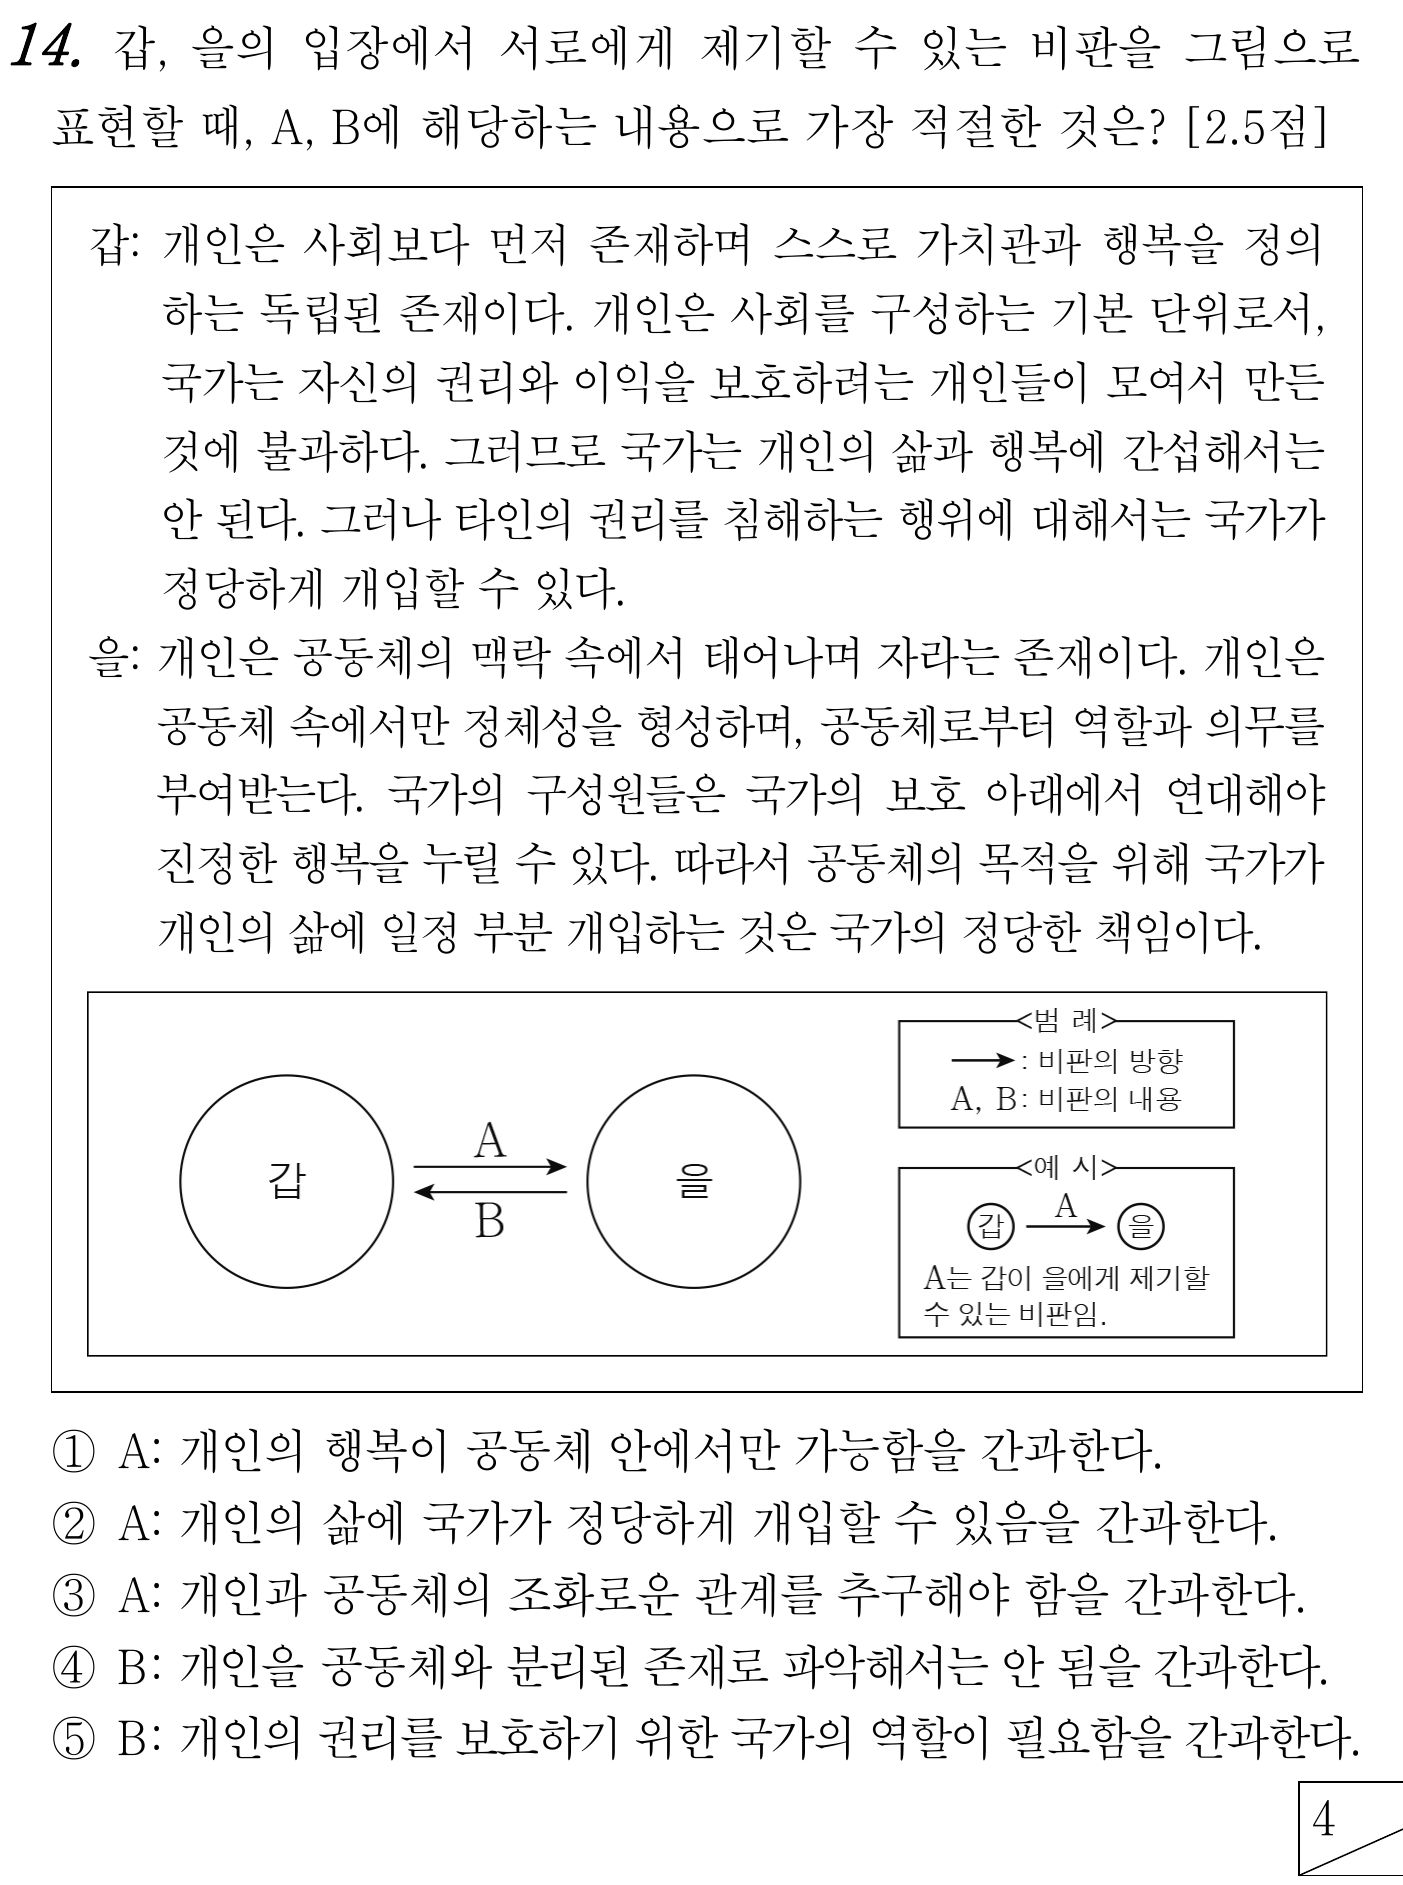 14. 갑, 을의 입장에서 서로에게 제기할 수 있는 비판을 그림으로
표현할 때, A, B에 해당하는 내용으로 가장 적절한 것은? [2.5점]
갑: 개인은 사회보다 먼저 존재하며 스스로 가치관과 행복을 정의
하는 독립된 존재이다. 개인은 사회를 구성하는 기본 단위로서,
국가는 자신의 권리와 이익을 보호하려는 개인들이 모여서 만든
것에 불과하다. 그러므로 국가는 개인의 삶과 행복에 간섭해서는
안 된다. 그러나 타인의 권리를 침해하는 행위에 대해서는 국가가
정당하게 개입할 수 있다.
을: 개인은 공동체의 맥락 속에서 태어나며 자라는 존재이다. 개인은
공동체 속에서만 정체성을 형성하며, 공동체로부터 역할과 의무를
부여받는다. 국가의 구성원들은 국가의 보호 아래에서 연대해야
진정한 행복을 누릴 수 있다. 따라서 공동체의 목적을 위해 국가가
개인의 삶에 일정 부분 개입하는 것은 국가의 정당한 책임이다.
갑
A
B
을
<범 례>
: 비판의 방향
A, B: 비판의 내용
<예 시>
갑 A 을
A는 갑이 을에게 제기할
수 있는 비판임.
① A: 개인의 행복이 공동체 안에서만 가능함을 간과한다.
② A: 개인의 삶에 국가가 정당하게 개입할 수 있음을 간과한다.
③ A: 개인과 공동체의 조화로운 관계를 추구해야 함을 간과한다.
④ B: 개인을 공동체와 분리된 존재로 파악해서는 안 됨을 간과한다.
⑤ B: 개인의 권리를 보호하기 위한 국가의 역할이 필요함을 간과한다.
4